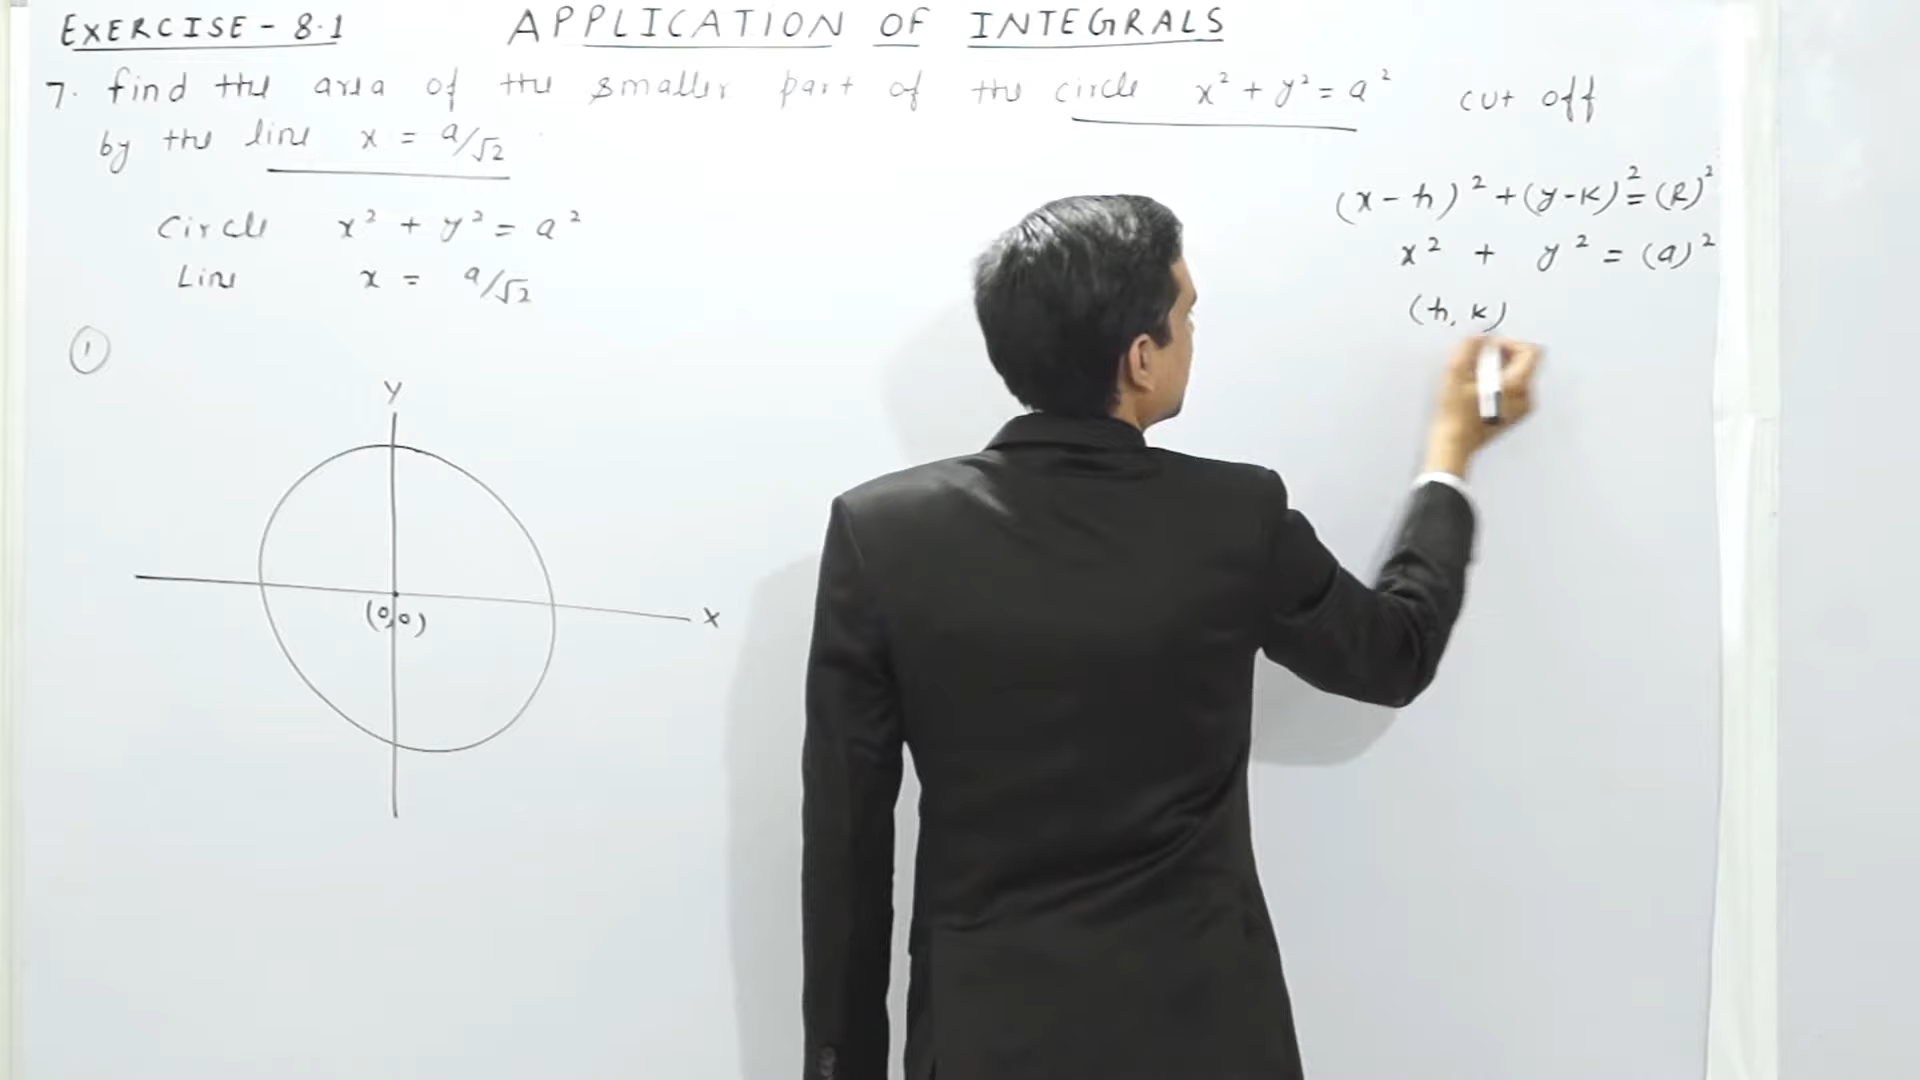 EXERCISE - 8.1 APPLICATION OF INTEGRALS
7. find the area of the smaller part of the circle x² + y² = a² cut off
by the line x = a/√2
Circle x² + y² = a²
Line x = a/√2
(x - h)² + (y - k)² = (R)²
x² + y² = (a)²
(h, k)
1
Y
(0,0)
X